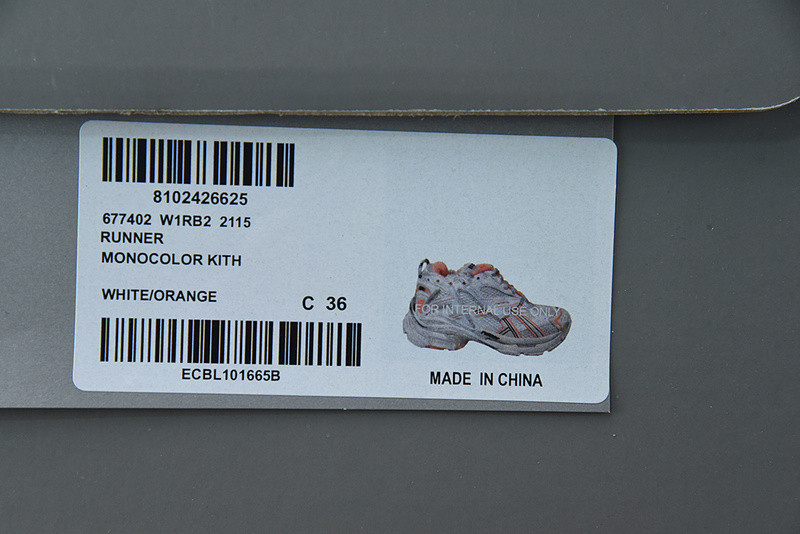 8102426625
677402 W1RB2 2115
RUNNER
MONOCOLOR KITH
WHITE/ORANGE
C 36
ECBL101665B
FOR INTERNAL USE ONLY
MADE IN CHINA